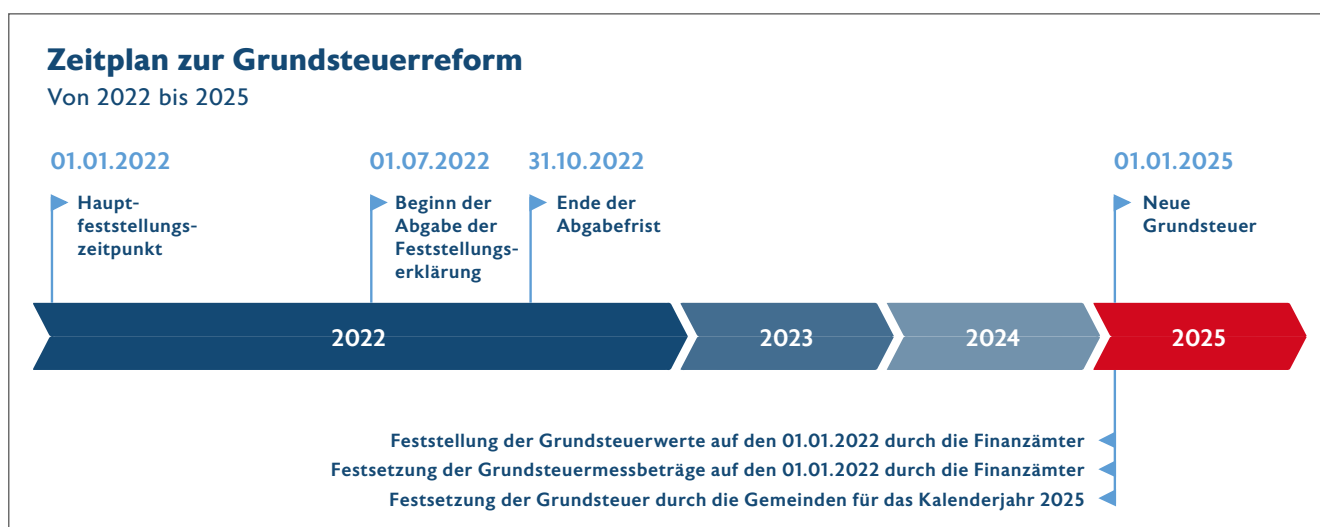 Zeitplan zur Grundsteuerreform
Von 2022 bis 2025
01.01.2022
Haupt-
feststellungs-
zeitpunkt
01.07.2022
Beginn der
Abgabe der
Feststellungs-
erklärung
31.10.2022
Ende der
Abgabefrist
01.01.2025
Neue
Grundsteuer
2022
2023
2024
2025
Feststellung der Grundsteuerwerte auf den 01.01.2022 durch die Finanzämter
Festsetzung der Grundsteuermessbeträge auf den 01.01.2022 durch die Finanzämter
Festsetzung der Grundsteuer durch die Gemeinden für das Kalenderjahr 2025